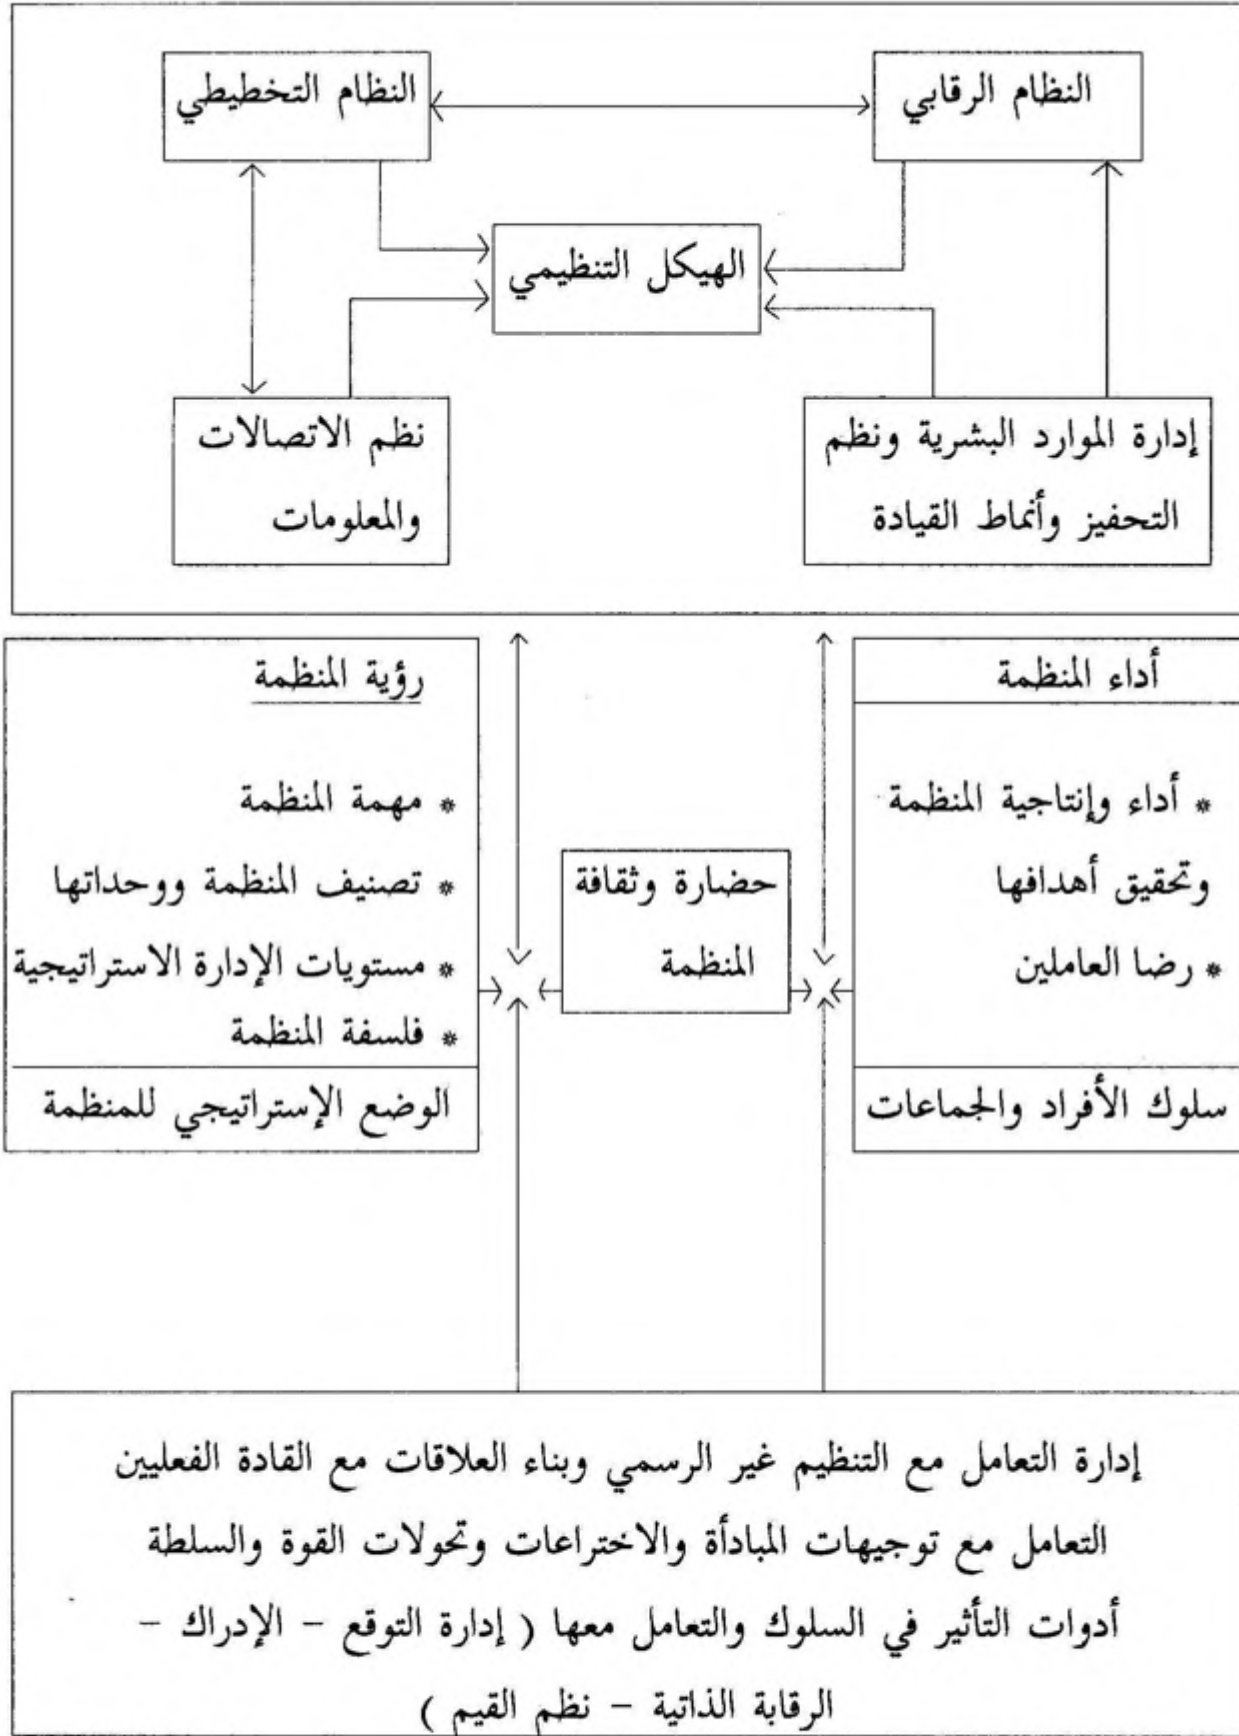 النظام الرقابي
النظام التخطيطي
الهيكل التنظيمي
إدارة الموارد البشرية ونظم
التحفيز وأنماط القيادة
نظم الاتصالات
والمعلومات
أداء المنظمة
* أداء وإنتاجية المنظمة
وتحقيق أهدافها
* رضا العاملين
سلوك الأفراد والجماعات
حضارة وثقافة
المنظمة
رؤية المنظمة
* مهمة المنظمة
* تصنيف المنظمة ووحداتها
* مستويات الإدارة الاستراتيجية
* فلسفة المنظمة
الوضع الإستراتيجي للمنظمة
إدارة التعامل مع التنظيم غير الرسمي وبناء العلاقات مع القادة الفعليين
التعامل مع توجيهات المبادأة والاختراعات وتحولات القوة والسلطة
أدوات التأثير في السلوك والتعامل معها ( إدارة التوقع – الإدراك –
الرقابة الذاتية – نظم القيم )